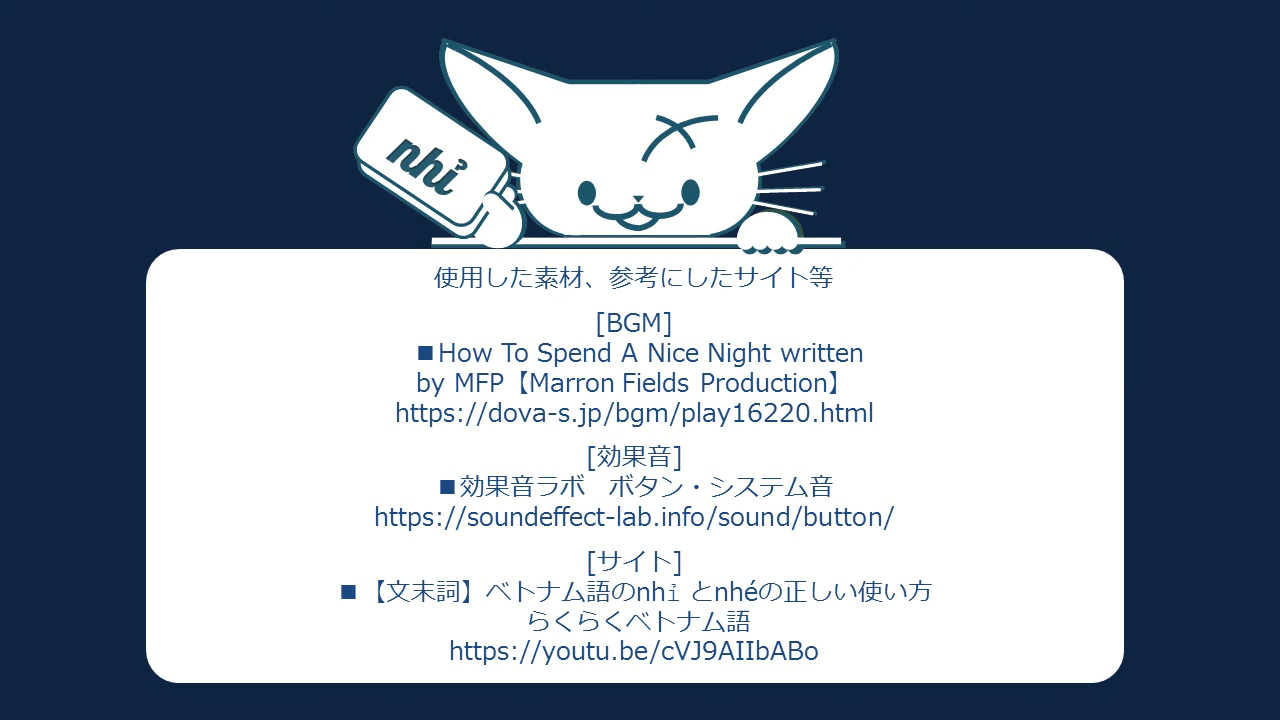 nhỉ
使用した素材、参考にしたサイト等
[BGM]
■How To Spend A Nice Night written
by MFP【Marron Fields Production】
https://dova-s.jp/bgm/play16220.html
[効果音]
■効果音ラボ　ボタン・システム音
https://soundeffect-lab.info/sound/button/
[サイト]
■【文末詞】ベトナム語のnhỉとnhéの正しい使い方
らくらくベトナム語
https://youtu.be/cVJ9AIIbABo